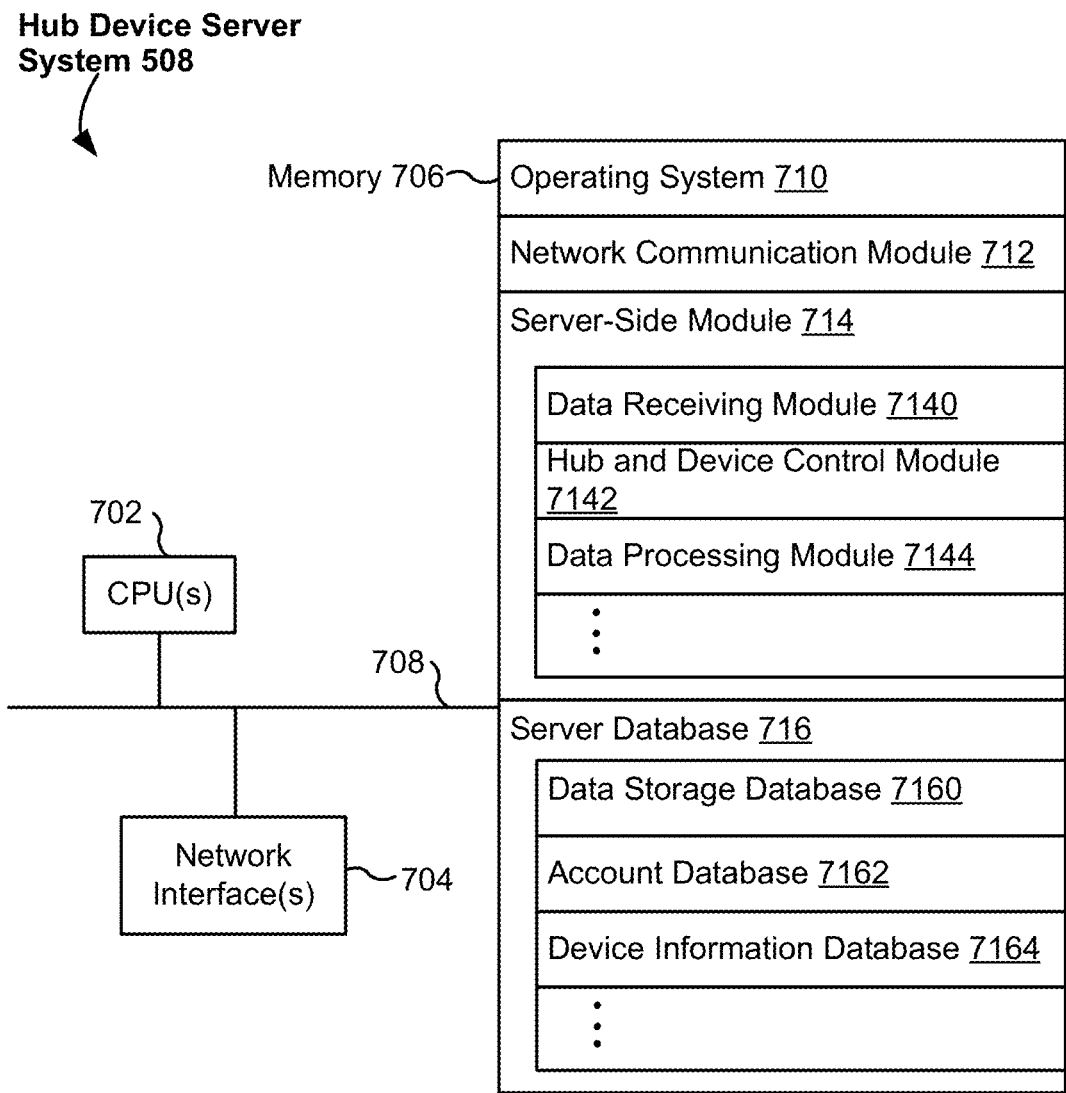 Hub Device Server
System 508
Memory 706
Operating System 710
Network Communication Module 712
Server-Side Module 714
Data Receiving Module 7140
Hub and Device Control Module
7142
Data Processing Module 7144
702
CPU(s)
708
Server Database 716
Data Storage Database 7160
Account Database 7162
Device Information Database 7164
Network
Interface(s)
704